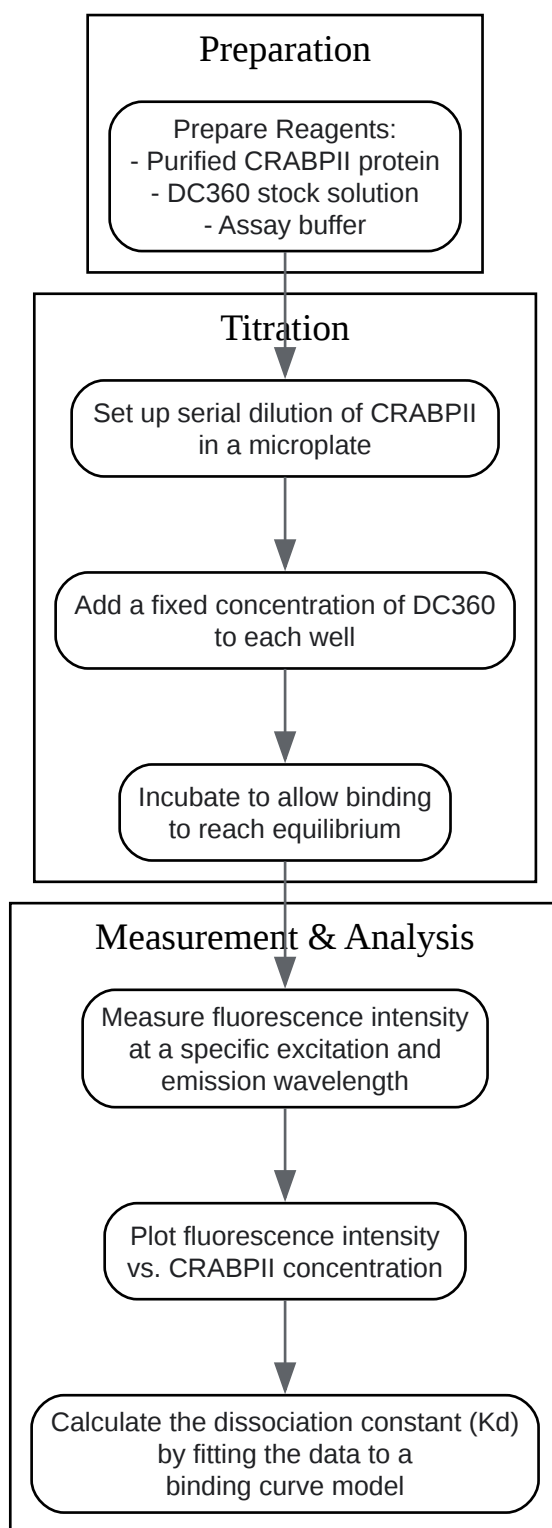 Preparation
Prepare Reagents:
- Purified CRABPII protein
- DC360 stock solution
- Assay buffer
Titration
Set up serial dilution of CRABPII
in a microplate
Add a fixed concentration of DC360
to each well
Incubate to allow binding
to reach equilibrium
Measurement & Analysis
Measure fluorescence intensity
at a specific excitation and
emission wavelength
Plot fluorescence intensity
vs. CRABPII concentration
Calculate the dissociation constant (Kd)
by fitting the data to a
binding curve model